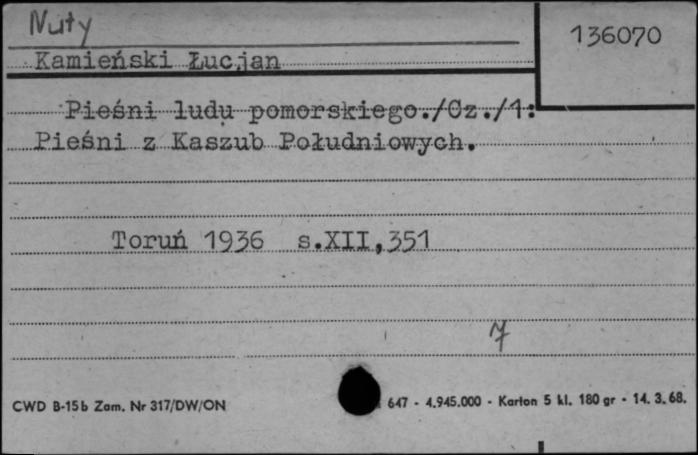 Nuty
136070
Kamieński Łucjan
Pieśni ludu pomorskiego./Cz./1:
Pieśni z Kaszub Południowych.
Toruń 1936 s.XII,351
7
CWD B-15b Zam. Nr 317/DW/ON 647 - 4.945.000 - Karton 5 kl. 180 gr - 14. 3. 68.